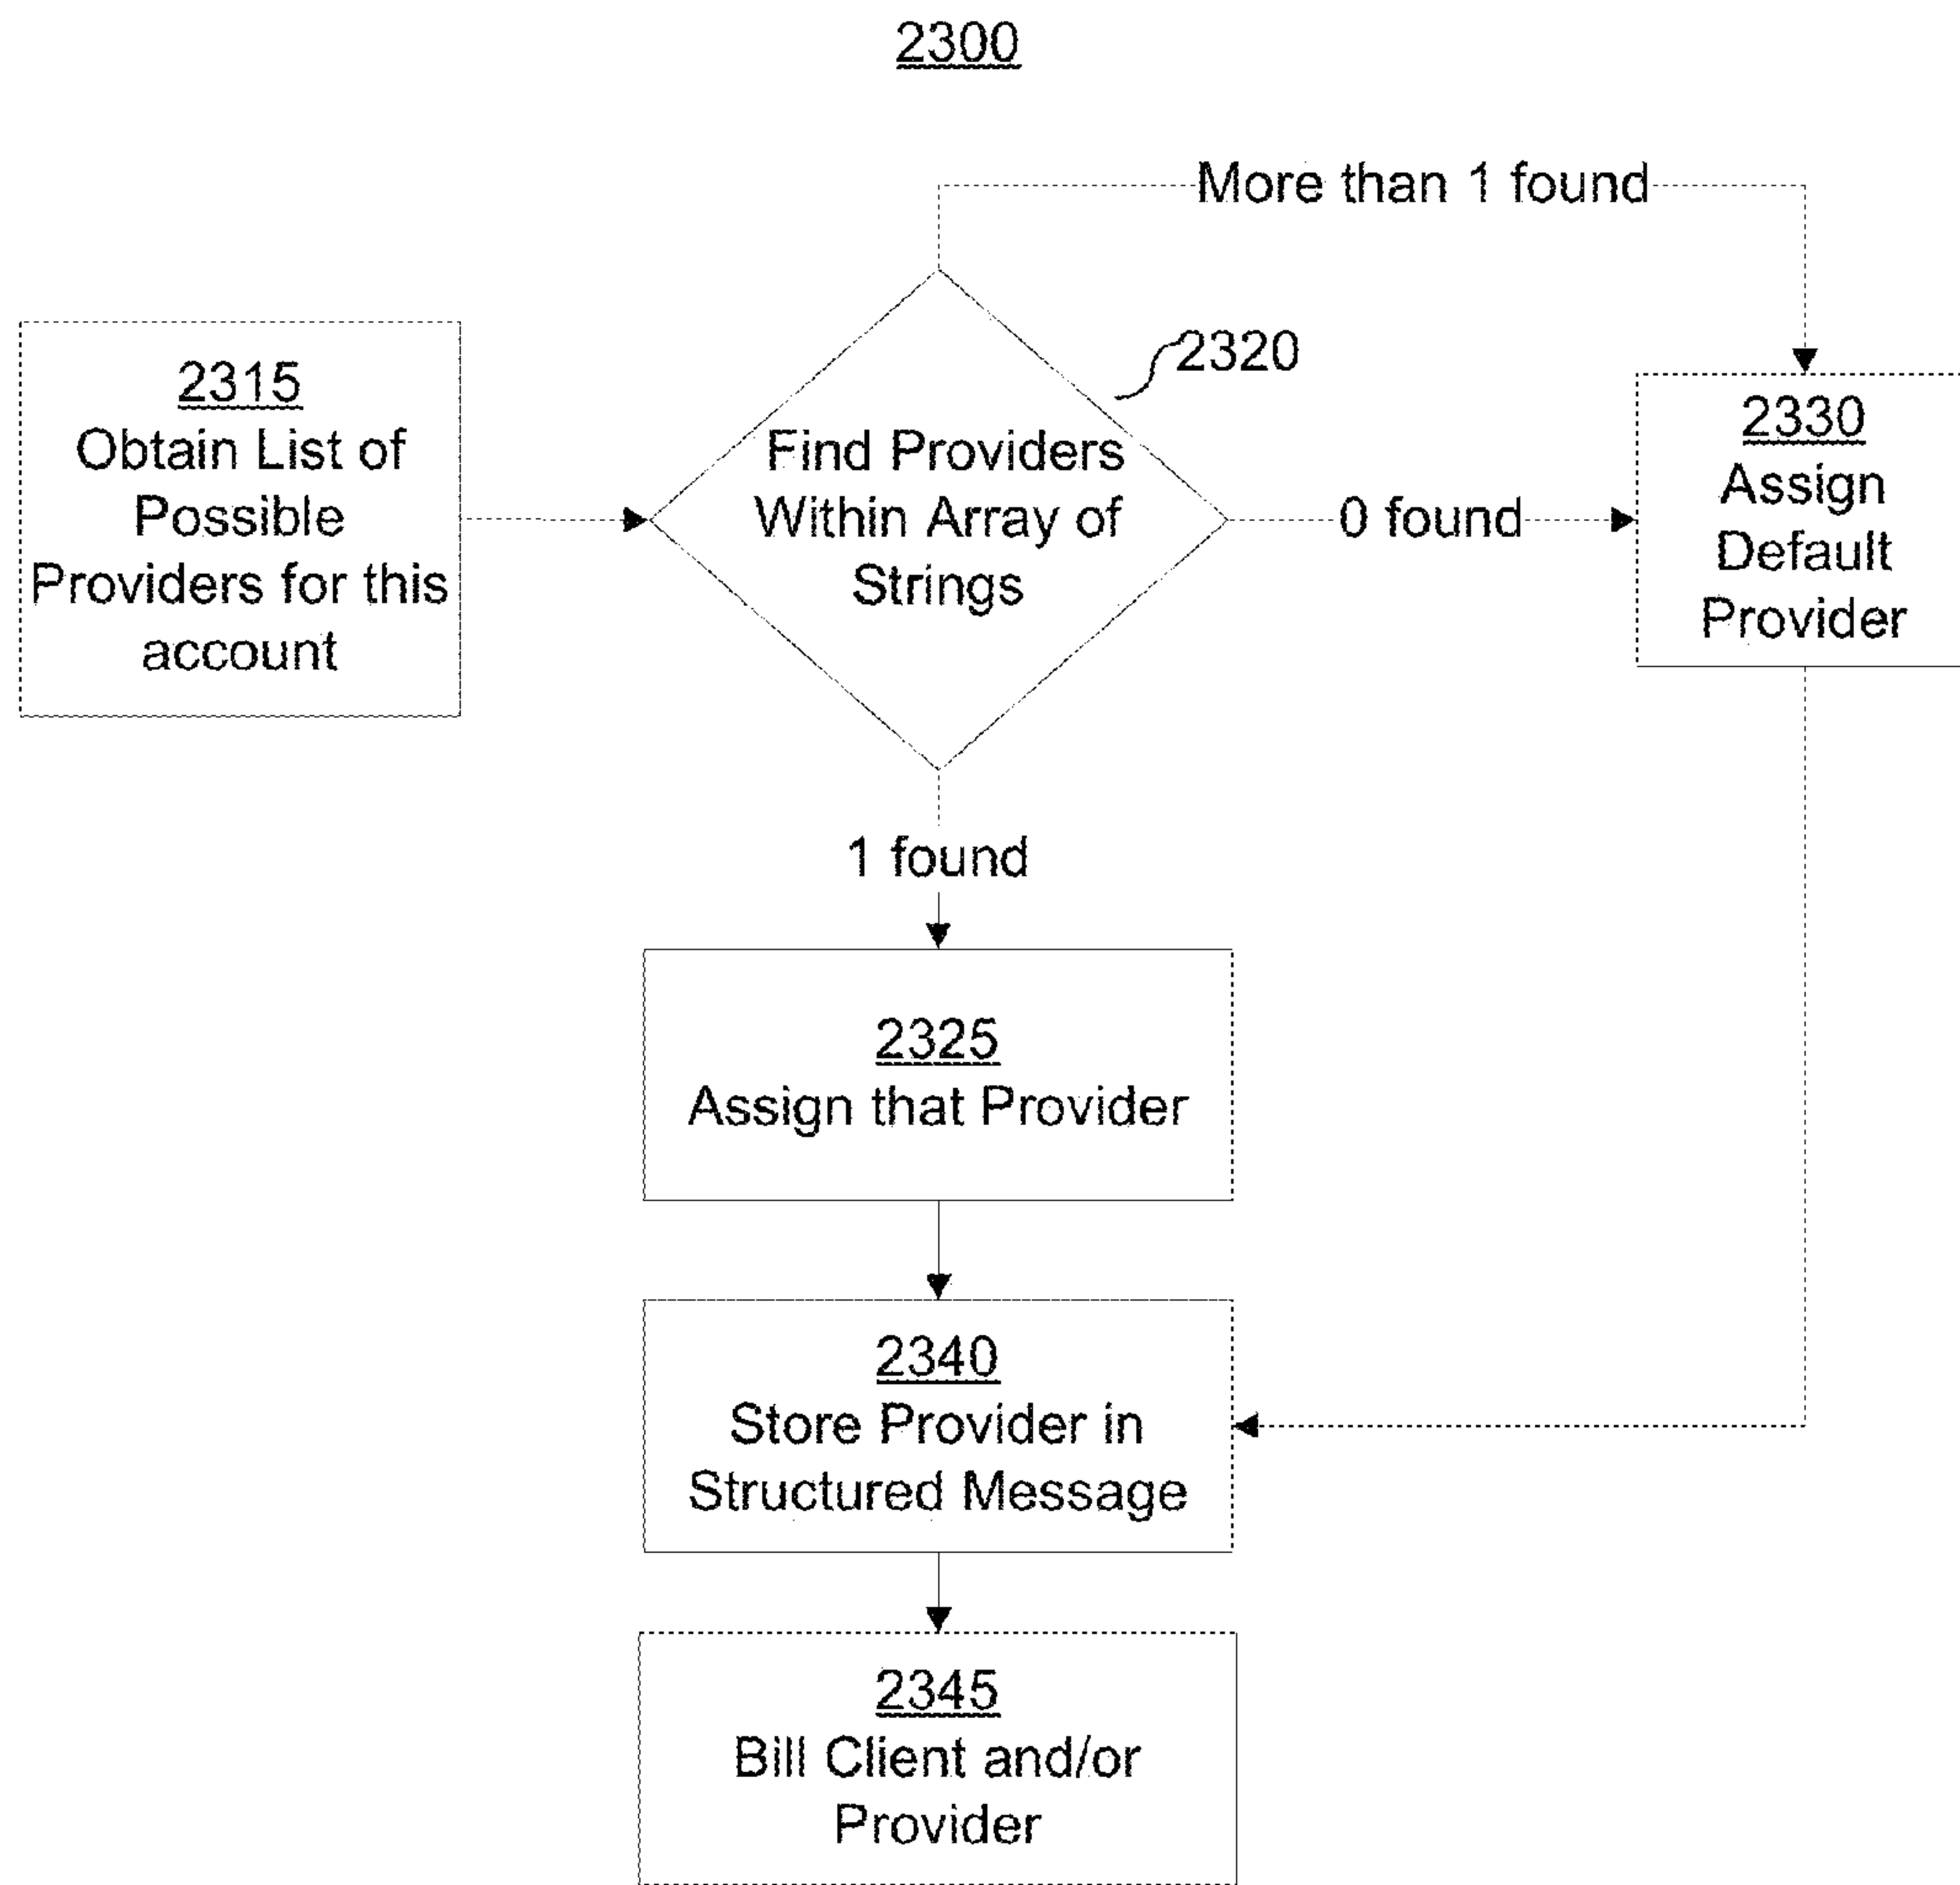 2300
More than 1 found
2315
Obtain List of
Possible
Providers for this
account
2320
Find Providers
Within Array of
Strings
0 found
2330
Assign
Default
Provider
1 found
2325
Assign that Provider
2340
Store Provider in
Structured Message
2345
Bill Client and/or
Provider